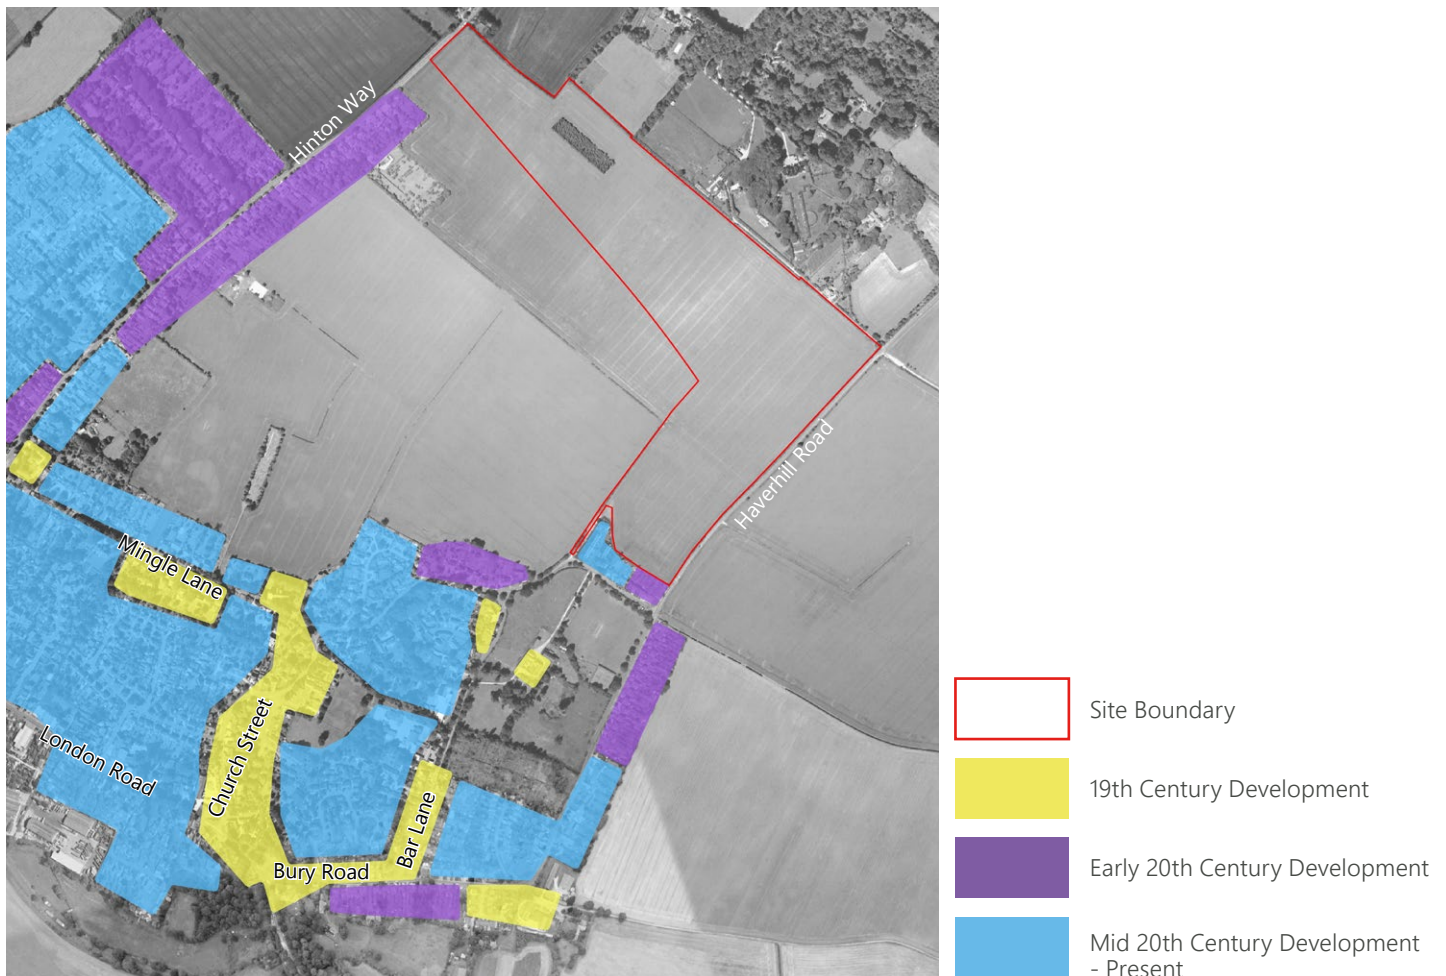 Hinton Way
Haverhill Road
Mingle Lane
London Road
Church Street
Bar Lane
Bury Road
Site Boundary
19th Century Development
Early 20th Century Development
Mid 20th Century Development
- Present